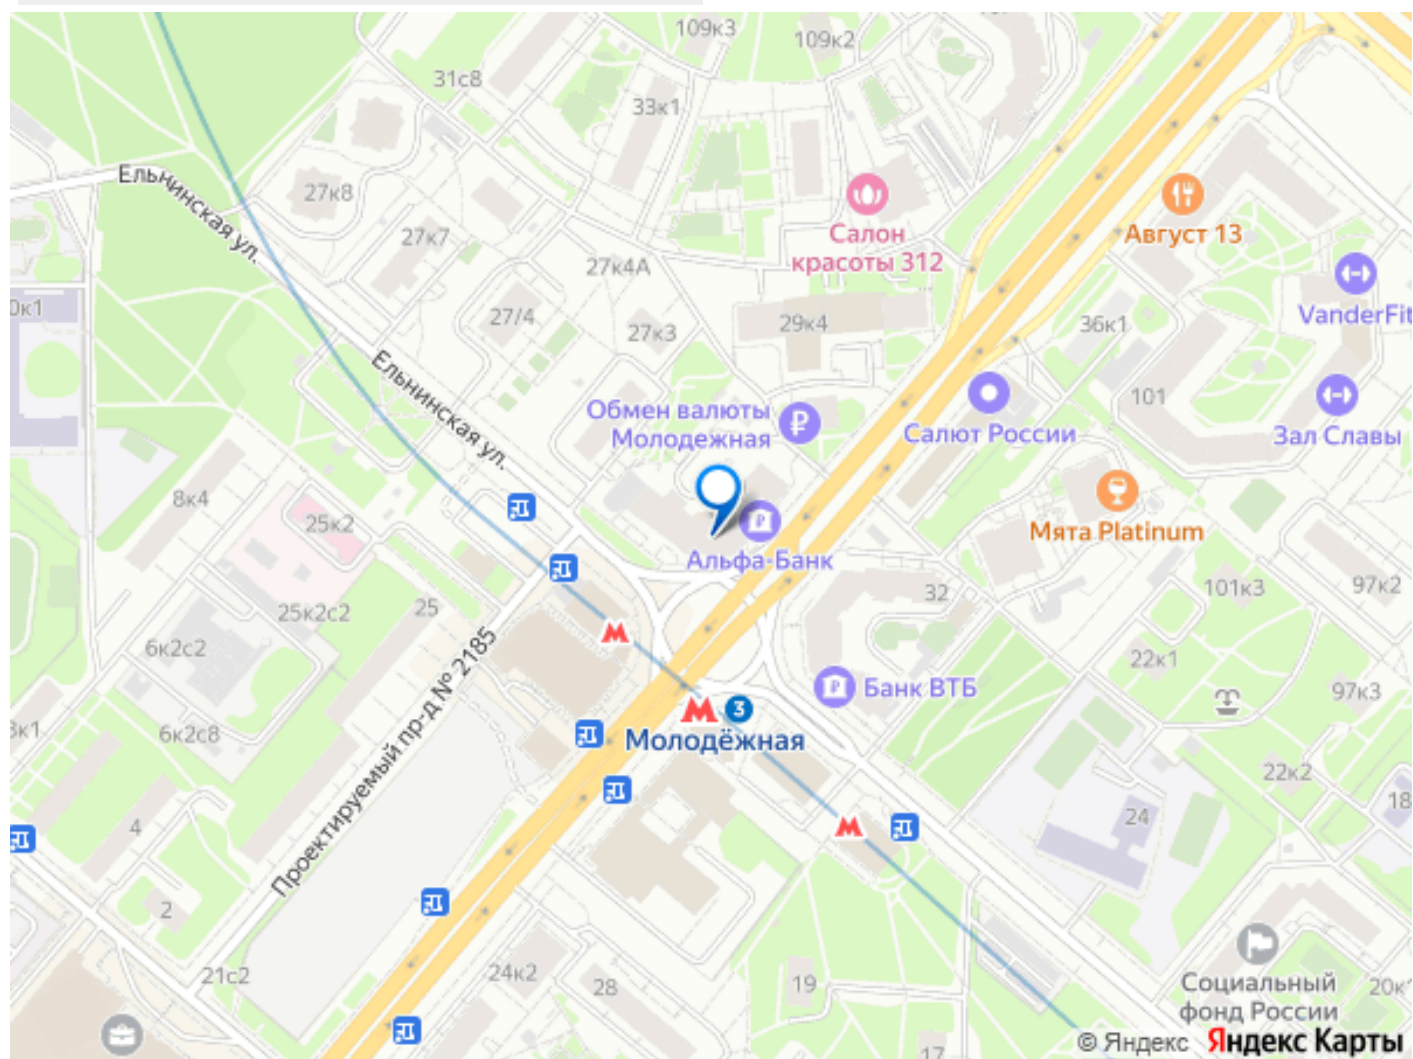 109к3
109к2
31с8
33к1
Ельнинская ул.
27к8
27к7
27к4А
Салон
красоты 312
Август 13
VanderFit
0к1
27/4
27к3
29к4
36к1
Ельнинская ул.
Обмен валюты
Молодежная
Салют России
101
Зал Славы
8к4
25к2
Альфа-Банк
Мята Platinum
25к2с2
25
32
101к3
97к2
6к2с2
Проектируемый пр-д № 2185
22к1
Банк ВТБ
97к3
3к1
6к2с8
3
Молодёжная
22к2
4
24
18
2
21с2
24к2
28
19
Социальный
фонд России
20к
17
© Яндекс Яндекс Карты